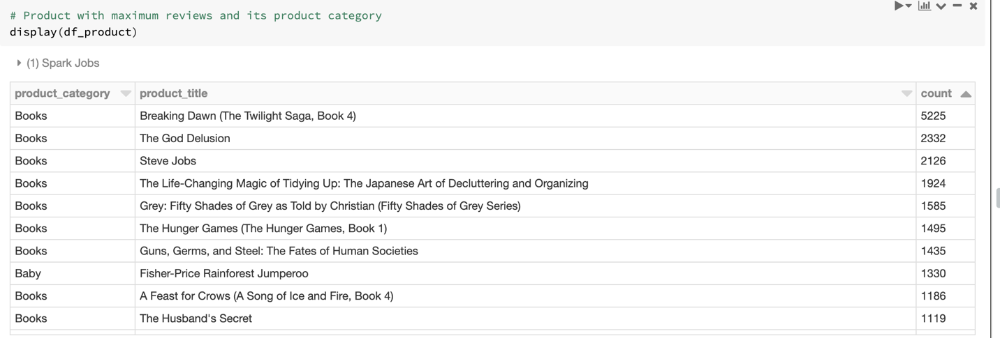 # Product with maximum reviews and its product category
display(df_product)
(1) Spark Jobs
product_category product_title count
Books Breaking Dawn (The Twilight Saga, Book 4) 5225
Books The God Delusion 2332
Books Steve Jobs 2126
Books The Life-Changing Magic of Tidying Up: The Japanese Art of Decluttering and Organizing 1924
Books Grey: Fifty Shades of Grey as Told by Christian (Fifty Shades of Grey Series) 1585
Books The Hunger Games (The Hunger Games, Book 1) 1495
Books Guns, Germs, and Steel: The Fates of Human Societies 1435
Baby Fisher-Price Rainforest Jumperoo 1330
Books A Feast for Crows (A Song of Ice and Fire, Book 4) 1186
Books The Husband's Secret 1119